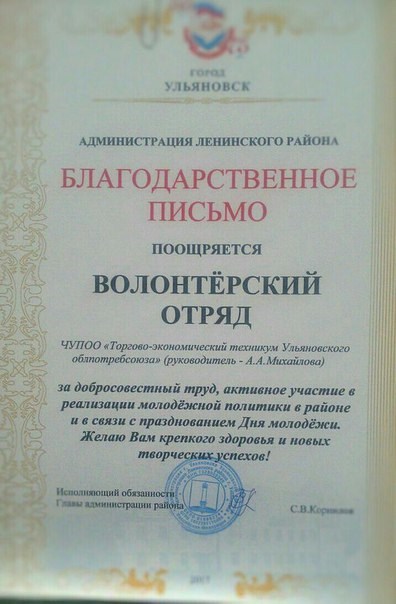 ГОРОД
УЛЬЯНОВСК
АДМИНИСТРАЦИЯ ЛЕНИНСКОГО РАЙОНА
БЛАГОДАРСТВЕННОЕ
ПИСЬМО
ПООЩРЯЕТСЯ
ВОЛОНТЁРСКИЙ
ОТРЯД
ЧУПОО «Торгово-экономический техникум Ульяновского
облпотребсоюза» (руководитель - А.А.Михайлова)
за добросовестный труд, активное участие в
реализации молодёжной политики в районе
и в связи с празднованием Дня молодёжи.
Желаю Вам крепкого здоровья и новых
творческих успехов!
Исполняющий обязанности
Главы администрации района
С.В.Корнилов
2017